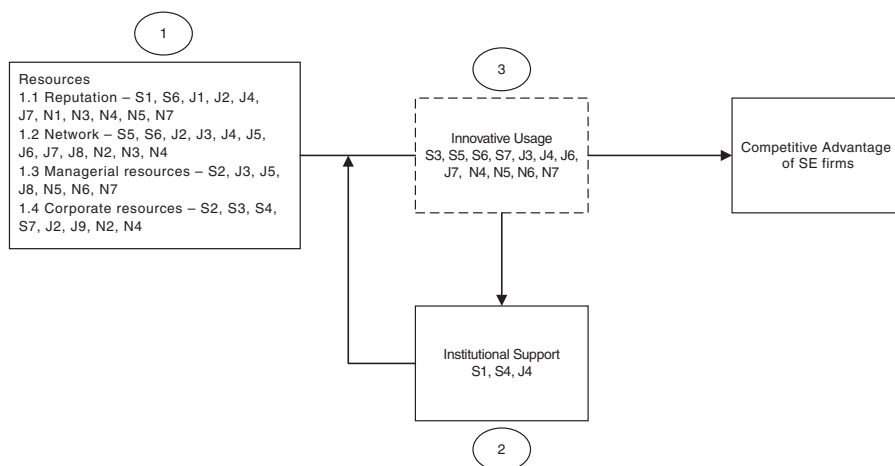 1
Resources
1.1 Reputation – S1, S6, J1, J2, J4,
J7, N1, N3, N4, N5, N7
1.2 Network – S5, S6, J2, J3, J4, J5,
J6, J7, J8, N2, N3, N4
1.3 Managerial resources – S2, J3, J5,
J8, N5, N6, N7
1.4 Corporate resources – S2, S3, S4,
S7, J2, J9, N2, N4
3
Innovative Usage
S3, S5, S6, S7, J3, J4, J6,
J7, N4, N5, N6, N7
Competitive Advantage
of SE firms
Institutional Support
S1, S4, J4
2